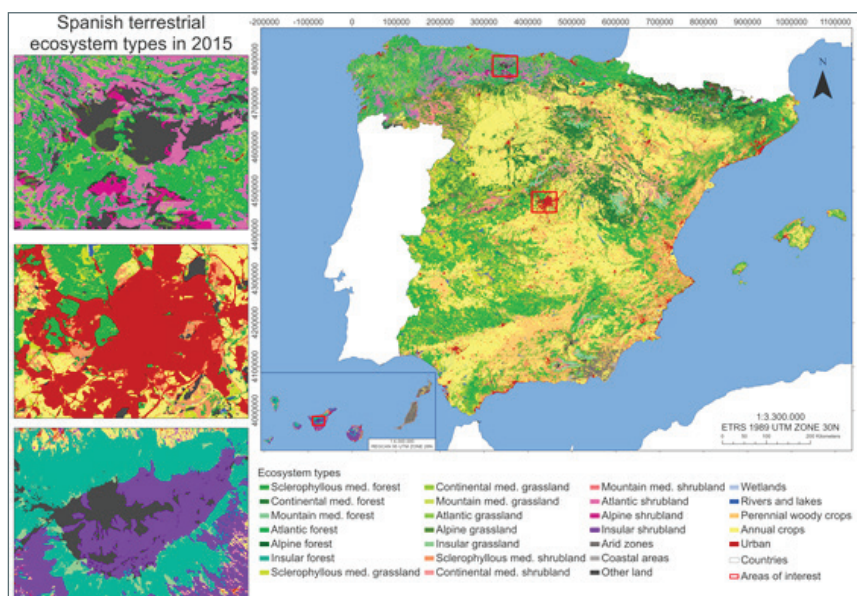 Spanish terrestrial
ecosystem types in 2015
-200000 -100000 0 100000 200000 300000 400000 500000 600000 700000 800000 900000 1000000 1100000
4800000
4700000
4600000
4500000
4400000
4300000
4200000
4100000
4000000
N
1:3.300.000
ETRS 1989 UTM ZONE 30N
0 50 100 200 Kilometers
Ecosystem types
Sclerophyllous med. forest
Continental med. forest
Mountain med. forest
Atlantic forest
Alpine forest
Insular forest
Sclerophyllous med. grassland
Continental med. grassland
Mountain med. grassland
Atlantic grassland
Alpine grassland
Insular grassland
Sclerophyllous med. shrubland
Continental med. shrubland
Mountain med. shrubland
Atlantic shrubland
Alpine shrubland
Insular shrubland
Arid zones
Coastal areas
Other land
Wetlands
Rivers and lakes
Perennial woody crops
Annual crops
Urban
Countries
Areas of interest